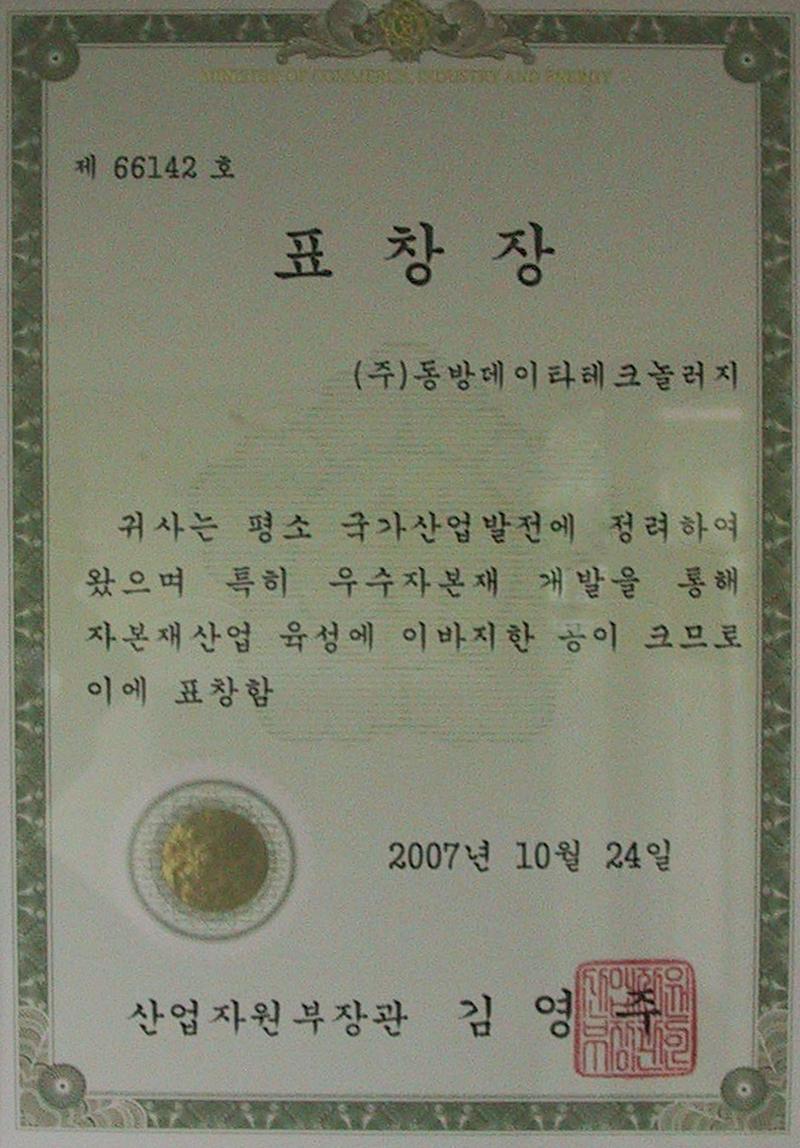 MINISTRY OF COMMERCE, INDUSTRY AND ENERGY
제 66142 호
표 창 장
(주)동방데이타테크놀러지
귀사는 평소 국가산업발전에 정려하여
왔으며 특히 우수자본재 개발을 통해
자본재산업 육성에 이바지한 공이 크므로
이에 표창함
2007년 10월 24일
산업자원부장관 김 영 주